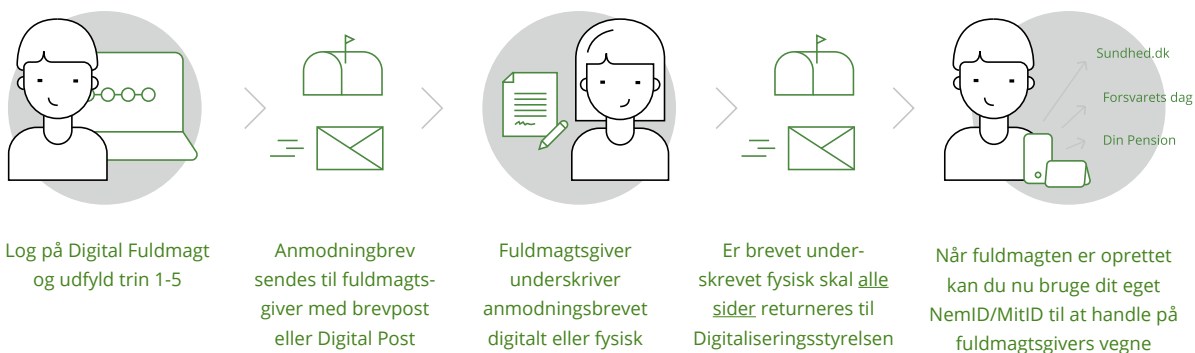 Sundhed.dk
Forsvarets dag
Din Pension
Log på Digital Fuldmagt
og udfyld trin 1-5
Anmodningbrev
sendes til fuldmagts-
giver med brevpost
eller Digital Post
Fuldmagtsgiver
underskriver
anmodningsbrevet
digitalt eller fysisk
Er brevet under-
skrevet fysisk skal alle
sider returneres til
Digitaliseringsstyrelsen
Når fuldmagten er oprettet
kan du nu bruge dit eget
NemID/MitID til at handle på
fuldmagtsgivers vegne